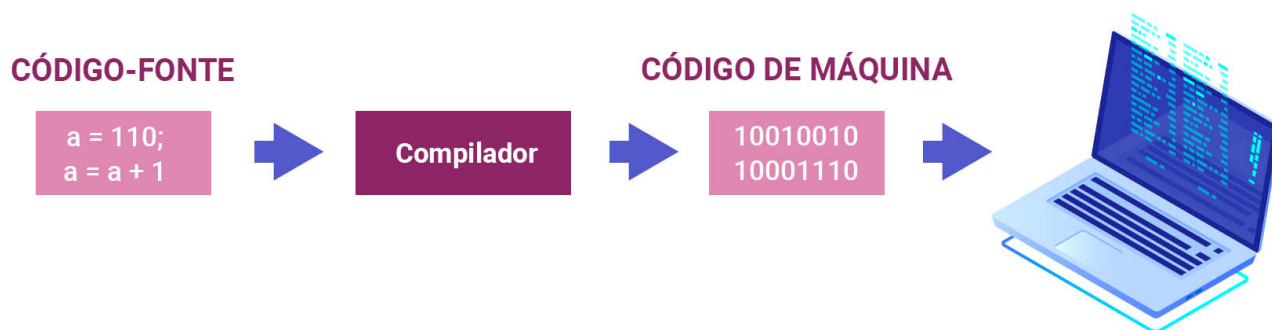 CÓDIGO-FONTE
a = 110;
a = a + 1
Compilador
CÓDIGO DE MÁQUINA
10010010
10001110